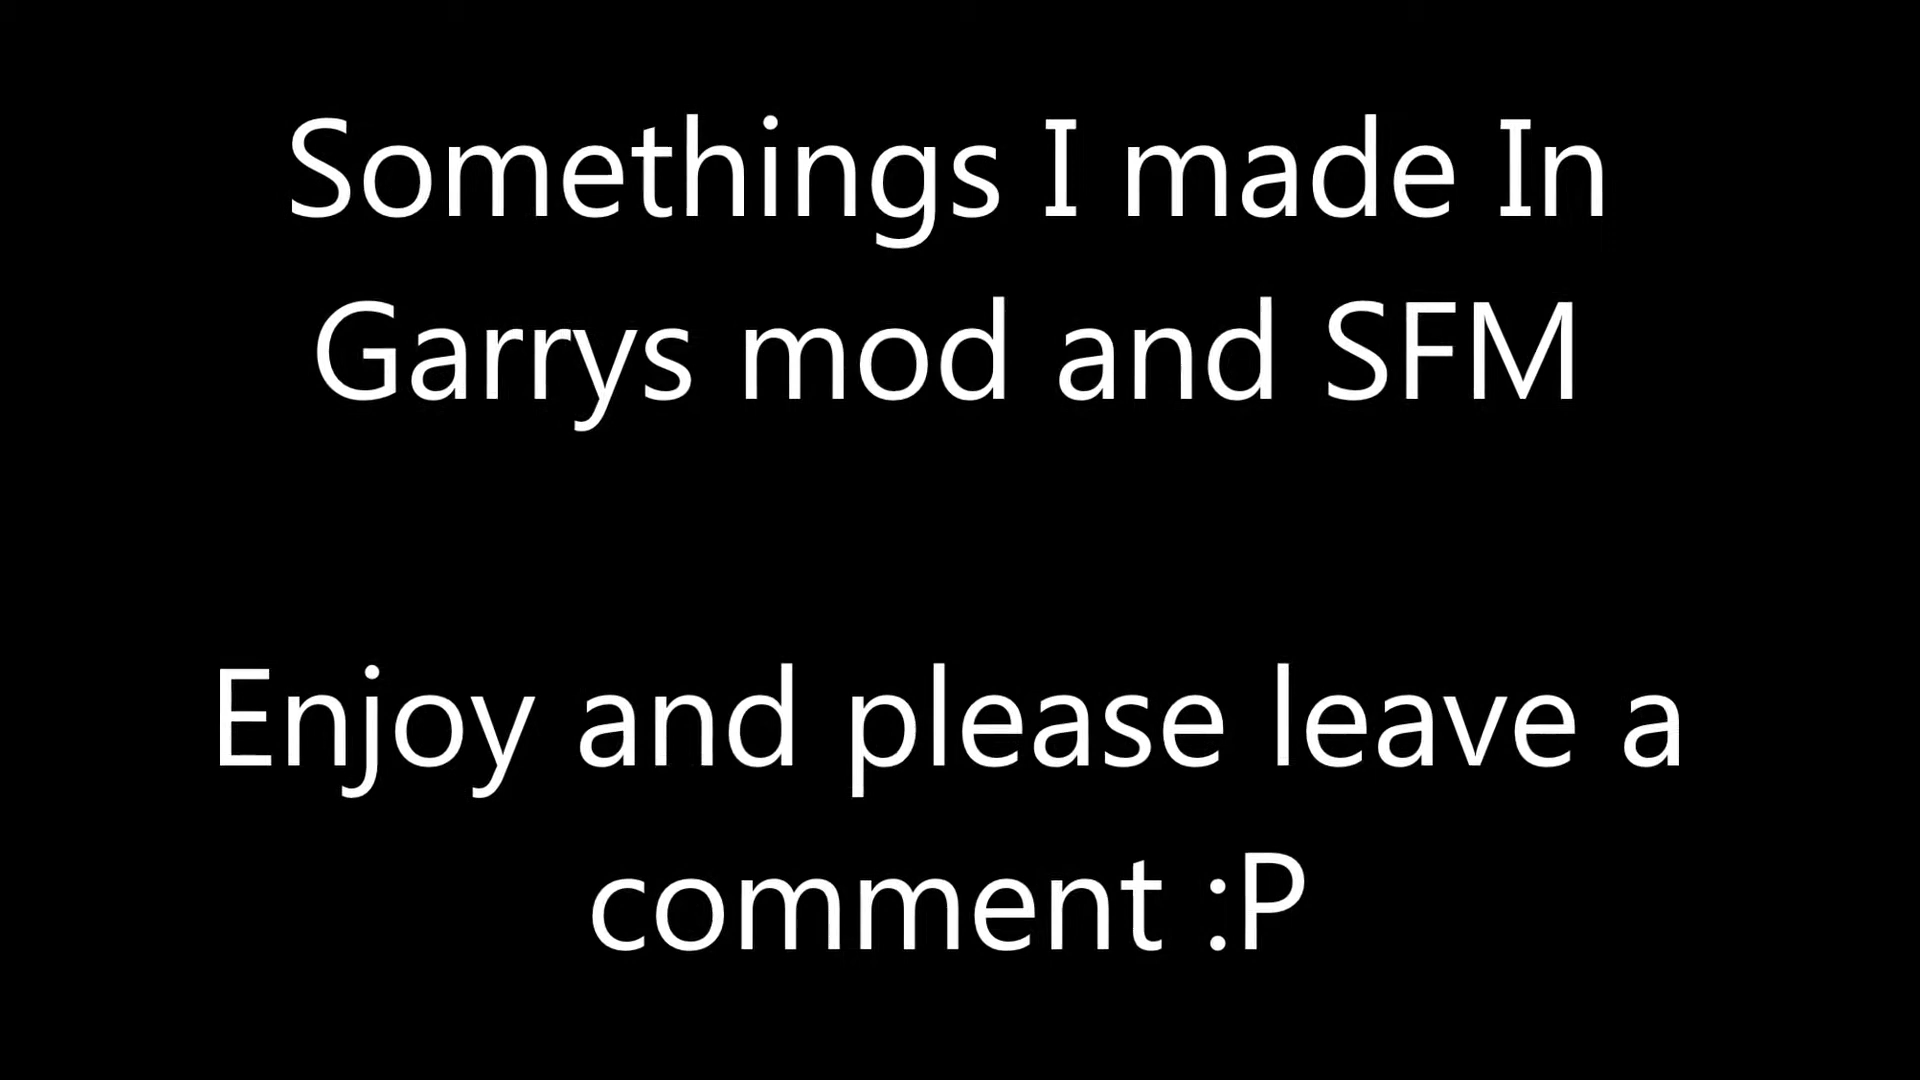 Somethings I made In
Garrys mod and SFM
Enjoy and please leave a
comment :P